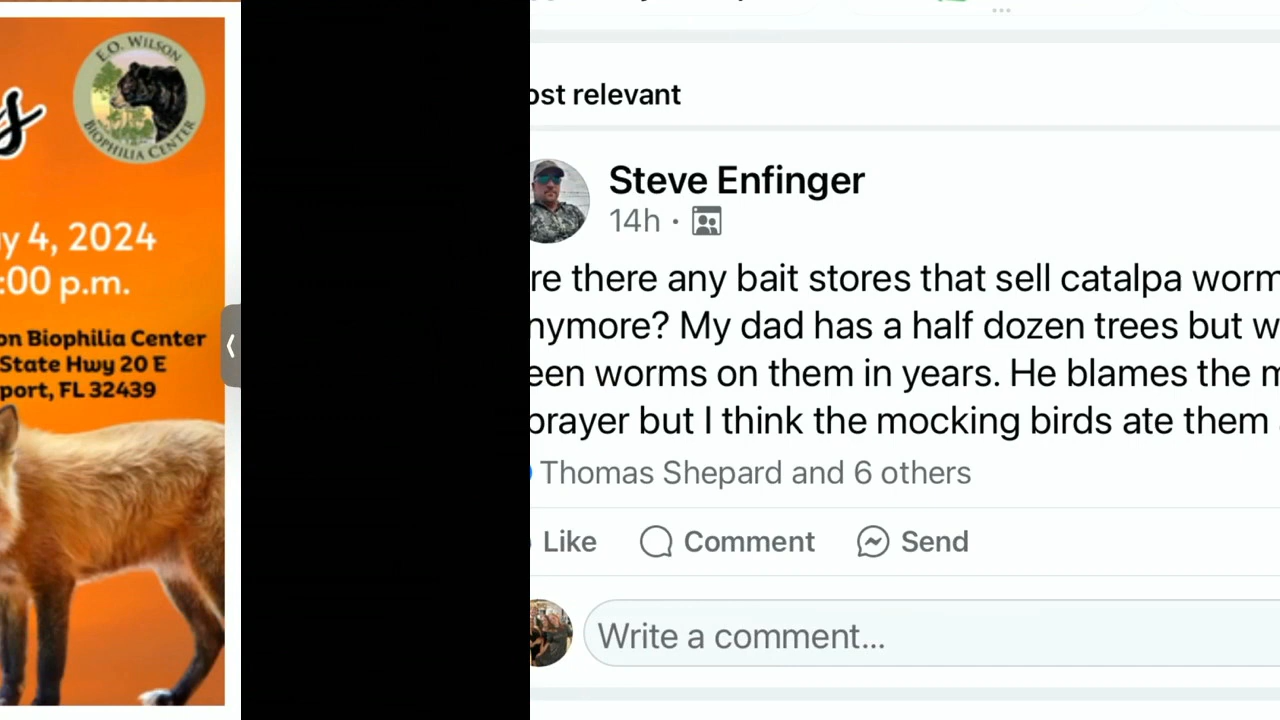 E.O. WILSON
BIOPHILIA CENTER
y 4, 2024
:00 p.m.
on Biophilia Center
State Hwy 20 E
port, FL 32439
ost relevant
Steve Enfinger
14h ·
re there any bait stores that sell catalpa worm
nymore? My dad has a half dozen trees but w
een worms on them in years. He blames the m
prayer but I think the mocking birds ate them
Thomas Shepard and 6 others
Like Comment Send
Write a comment...